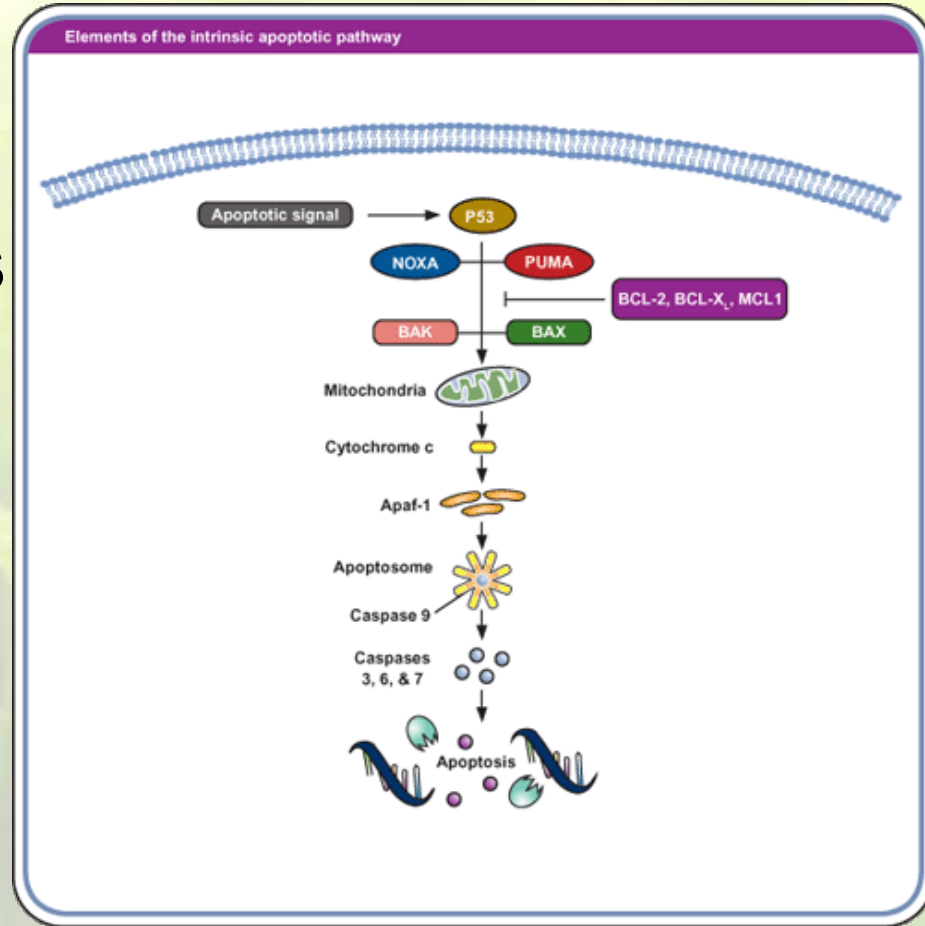 Elements of the intrinsic apoptotic pathway
Apoptotic signal
P53
s
NOXA
PUMA
BCL-2, BCL-XL, MCL1
BAK
BAX
Mitochondria
Cytochrome c
Apaf-1
Apoptosome
Caspase 9
Caspases
3, 6, & 7
Apoptosis